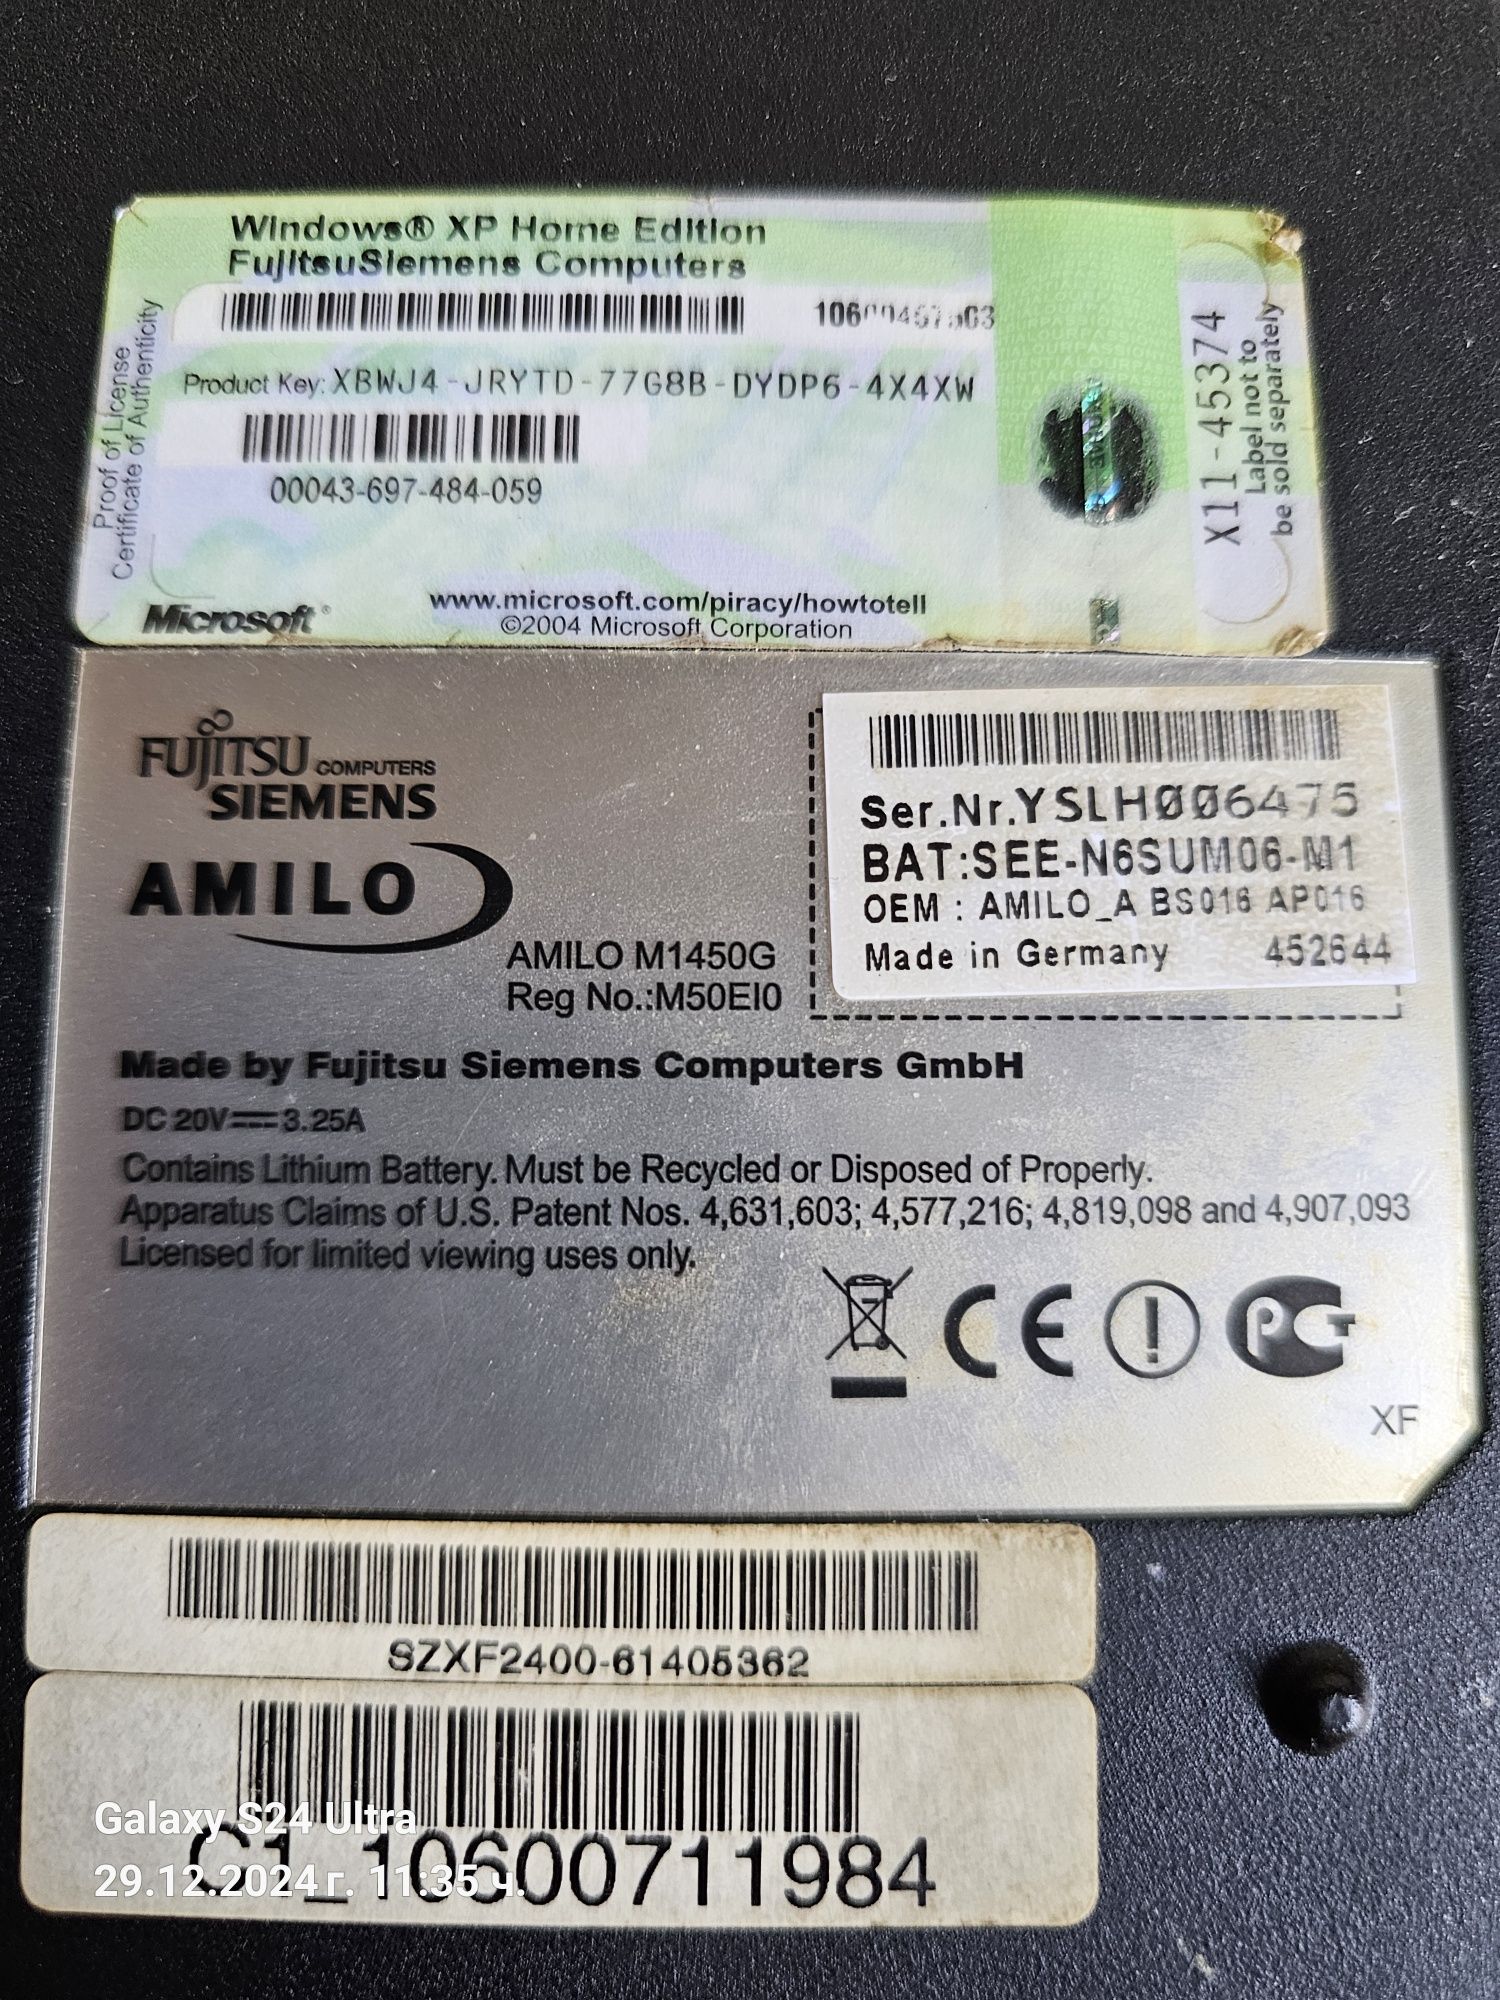 Windows® XP Home Edition
FujitsuSiemens Computers
Proof of License
Certificate of Authenticity
Product Key: XBWJ4-JRYTD-77G8B-DYDP6-4X4XW
00043-697-484-059
X11-45374
Label not to
be sold separately
Microsoft®
www.microsoft.com/piracy/howtotell
©2004 Microsoft Corporation
FUJITSU COMPUTERS
SIEMENS
AMILO
AMILO M1450G
Reg No.:M50EI0
Ser.Nr.YSLH006475
BAT:SEE-N6SUM06-M1
OEM : AMILO_A BS016 AP016
Made in Germany 452644
Made by Fujitsu Siemens Computers GmbH
DC 20V⎓3.25A
Contains Lithium Battery. Must be Recycled or Disposed of Properly.
Apparatus Claims of U.S. Patent Nos. 4,631,603; 4,577,216; 4,819,098 and 4,907,093
Licensed for limited viewing uses only.
CE
XF
SZXF2400-61405362
C1_10600711984
Galaxy S24 Ultra
29.12.2024 г. 11:35 ч.